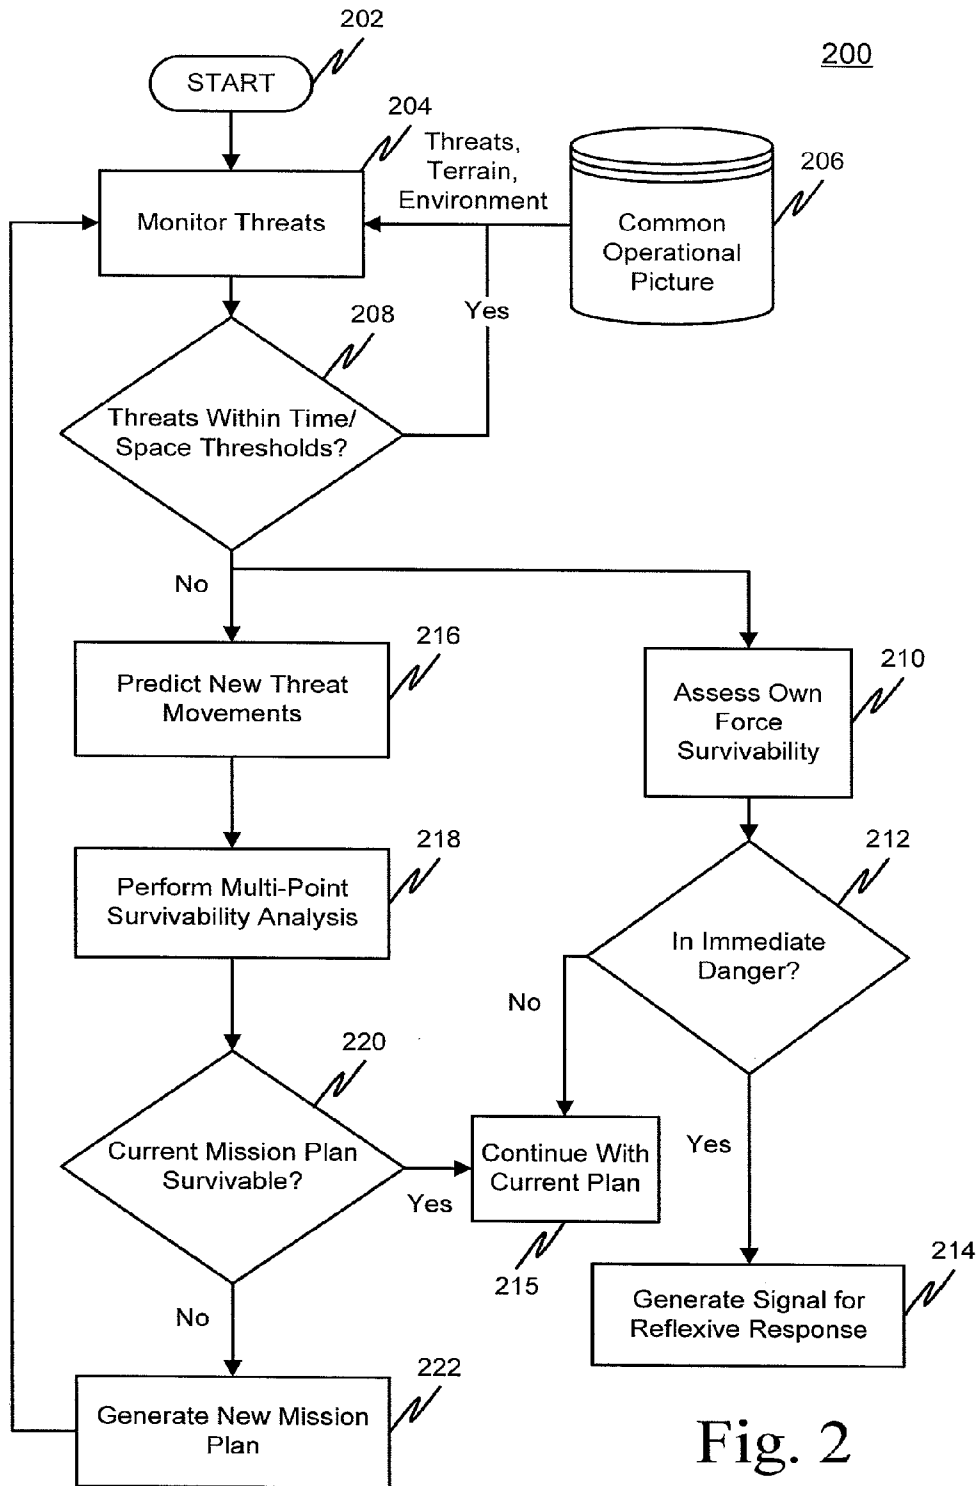 202
200
START
204
Threats,
Terrain,
Environment
206
Monitor Threats
Common
Operational
Picture
Yes
208
Threats Within Time/
Space Thresholds?
No
216
Predict New Threat
Movements
210
Assess Own
Force
Survivability
218
Perform Multi-Point
Survivability Analysis
212
In Immediate
Danger?
No
220
Current Mission Plan
Survivable?
Yes
Continue With
Current Plan
215
Yes
214
Generate Signal for
Reflexive Response
No
222
Generate New Mission
Plan
Fig. 2